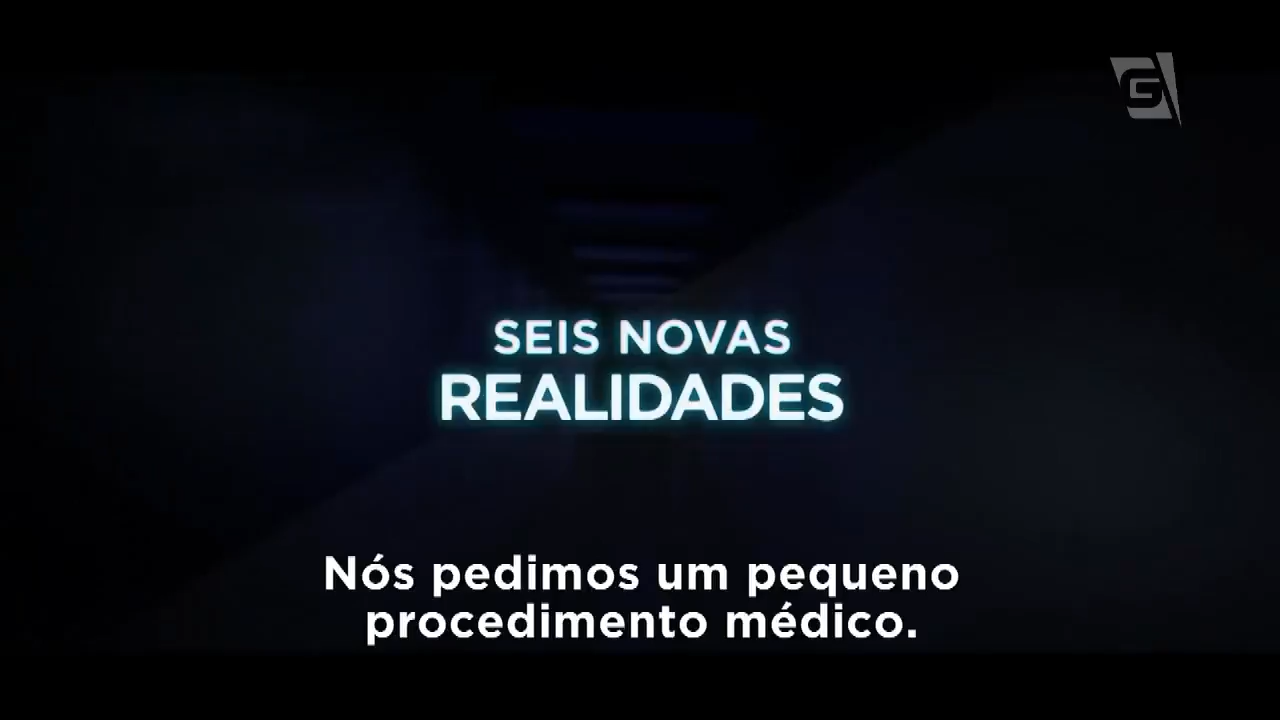 G
SEIS NOVAS
REALIDADES
Nós pedimos um pequeno
procedimento médico.